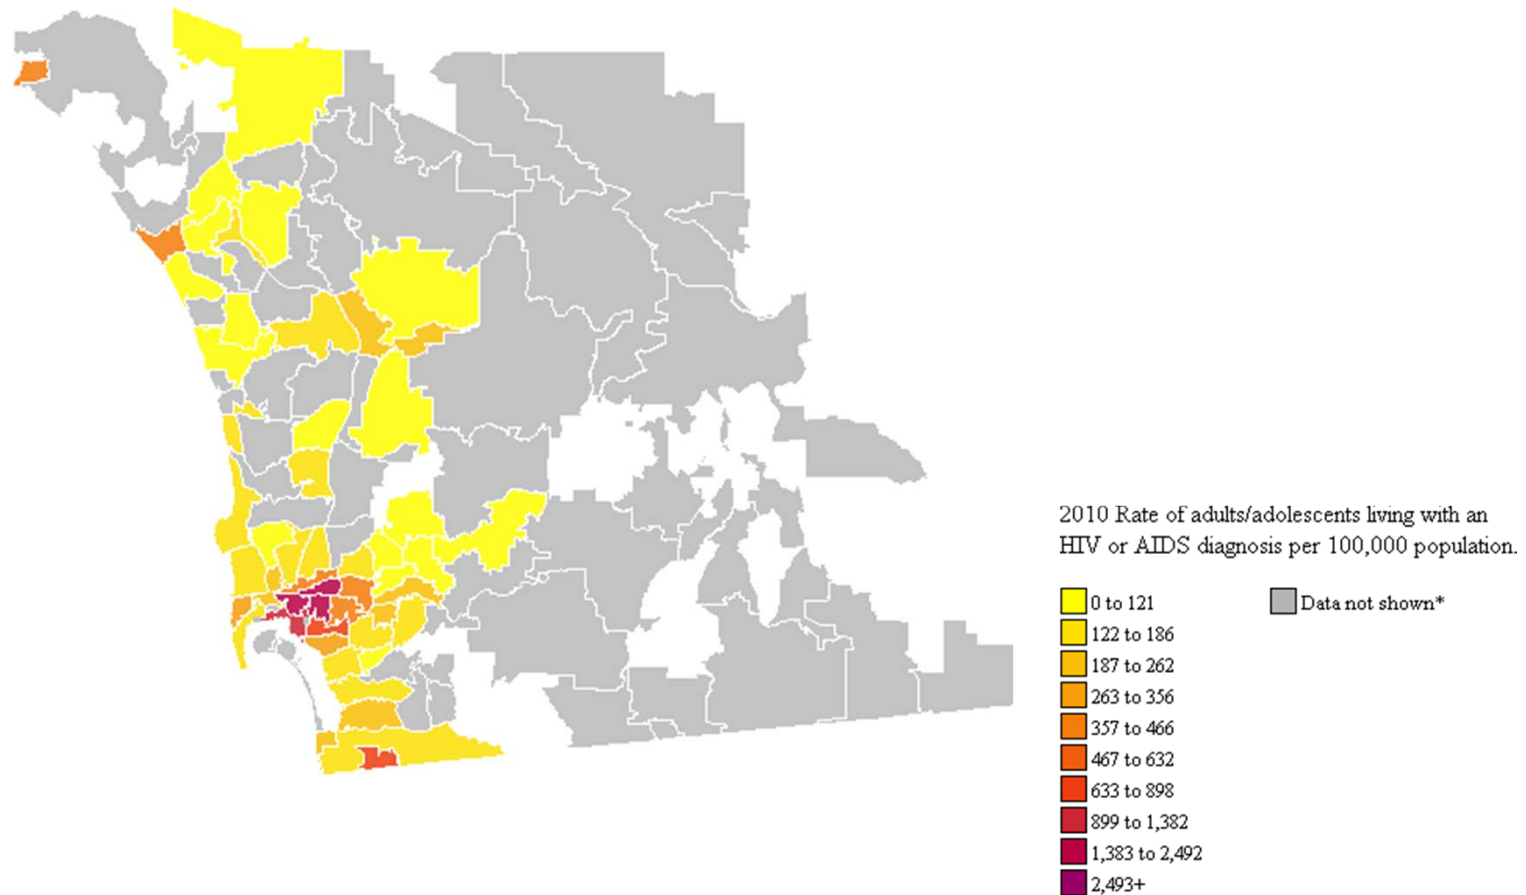 2010 Rate of adults/adolescents living with an
HIV or AIDS diagnosis per 100,000 population.
0 to 121
Data not shown*
122 to 186
187 to 262
263 to 356
357 to 466
467 to 632
633 to 898
899 to 1,382
1,383 to 2,492
2,493+